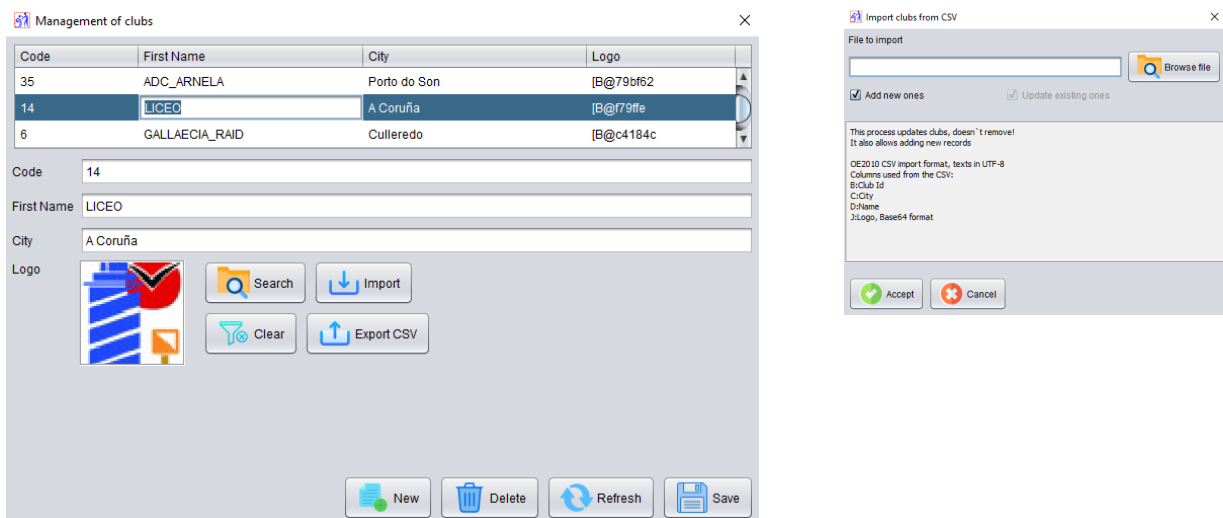 Management of clubs
Code First Name City Logo
35 ADC_ARNELA Porto do Son [B@79bf62
14 LICEO A Coruña [B@f79ffe
6 GALLAECIA_RAID Culleredo [B@c4184c
Code 14
First Name LICEO
City A Coruña
Logo
Search Import
Clear Export CSV
New Delete Refresh Save
Import clubs from CSV
File to import
Browse file
Add new ones Update existing ones
This process updates clubs, doesn`t remove!
It also allows adding new records
OE2010 CSV import format, texts in UTF-8
Columns used from the CSV:
B:Club Id
C:City
D:Name
J:Logo, Base64 format
Accept Cancel